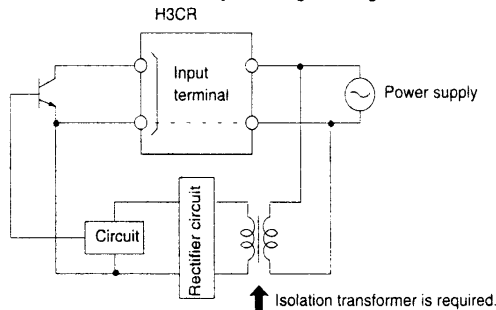 H3CR
Input
terminal
Power supply
Circuit
Rectifier circuit
Isolation transformer is required.